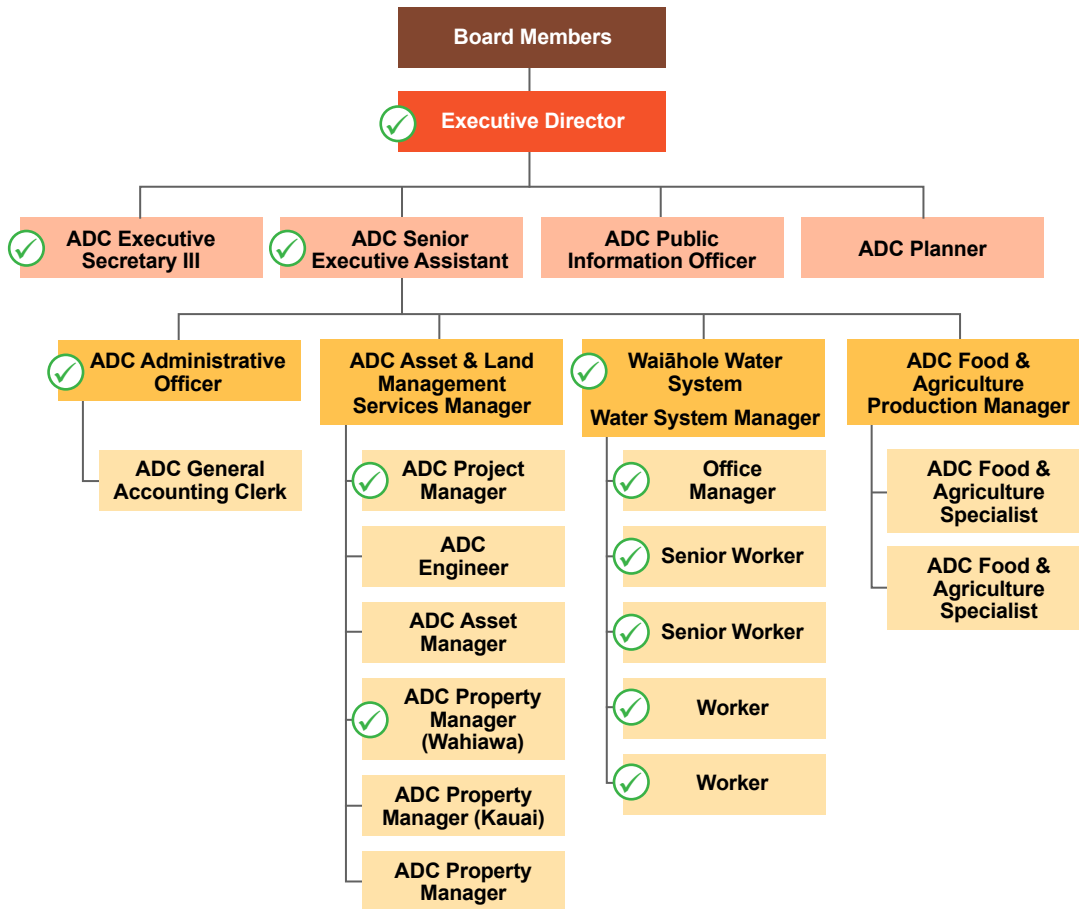 Board Members
Executive Director
ADC Executive
Secretary III
ADC Senior
Executive Assistant
ADC Public
Information Officer
ADC Planner
ADC Administrative
Officer
ADC General
Accounting Clerk
ADC Asset & Land
Management
Services Manager
ADC Project
Manager
ADC
Engineer
ADC Asset
Manager
ADC Property
Manager
(Wahiawa)
ADC Property
Manager (Kauai)
ADC Property
Manager
Waiāhole Water
System
Water System Manager
Office
Manager
Senior Worker
Senior Worker
Worker
Worker
ADC Food &
Agriculture
Production Manager
ADC Food &
Agriculture
Specialist
ADC Food &
Agriculture
Specialist